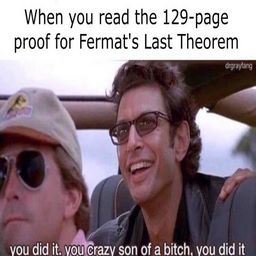 When you read the 129-page
proof for Fermat's Last Theorem
drgraylang
you did it. you crazy son of a bitch, you did it